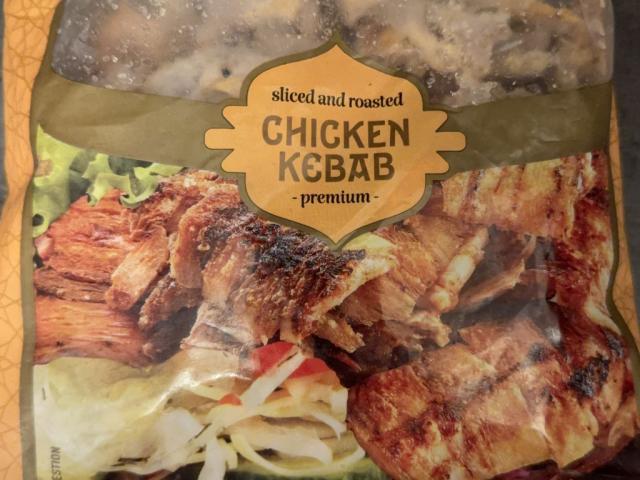 sliced and roasted
CHICKEN
KEBAB
- premium -